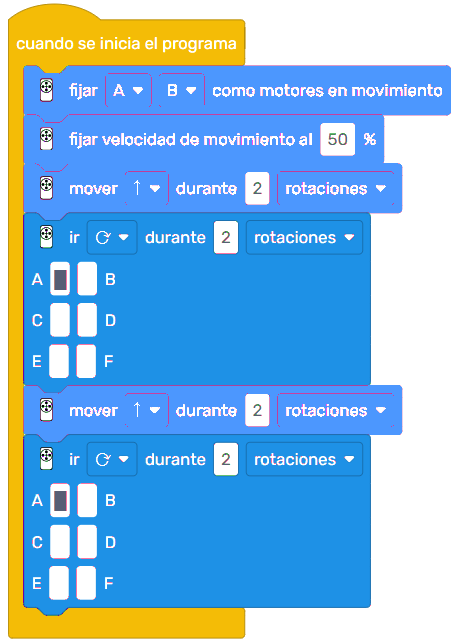 cuando se inicia el programa
fijar A B como motores en movimiento
fijar velocidad de movimiento al 50 %
mover ↑ durante 2 rotaciones
ir durante 2 rotaciones
A B
C D
E F
mover ↑ durante 2 rotaciones
ir durante 2 rotaciones
A B
C D
E F